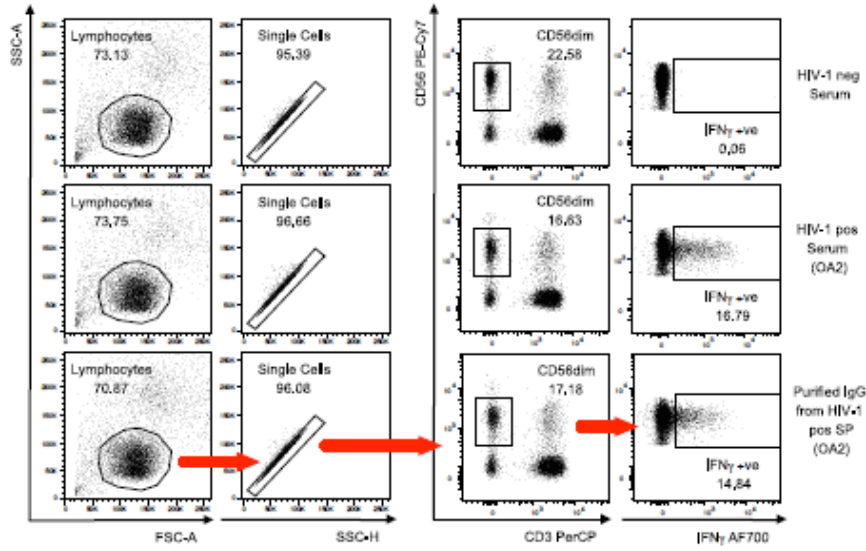 SSC-A
CD56 PE-Cy7
Lymphocytes
73.13
Single Cells
95.39
CD56dim
22.58
IFNγ +ve
0.06
HIV-1 neg
Serum
Lymphocytes
73.75
Single Cells
96.66
CD56dim
16.63
IFNγ +ve
16.79
HIV-1 pos
Serum
(OA2)
Lymphocytes
70.87
Single Cells
96.08
CD56dim
17.18
IFNγ +ve
14.84
Purified IgG
from HIV-1
pos SP
(OA2)
FSC-A
SSC-H
CD3 PerCP
IFNγ AF700